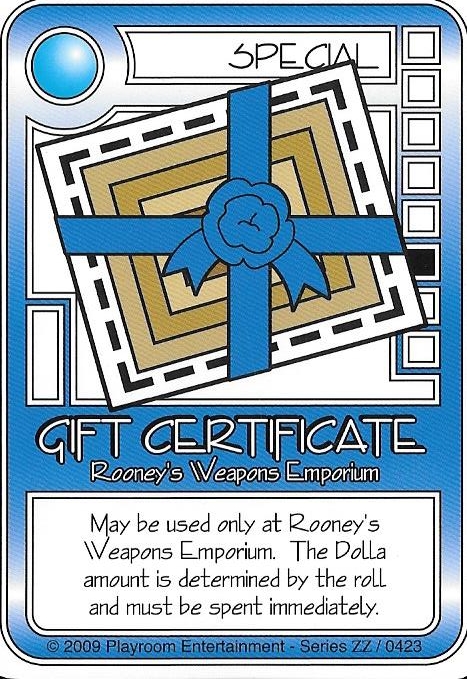 SPECIAL
GIFT CERTIFICATE
Rooney's Weapons Emporium
May be used only at Rooney's
Weapons Emporium. The Dolla
amount is determined by the roll
and must be spent immediately.
© 2009 Playroom Entertainment - Series ZZ / 0423